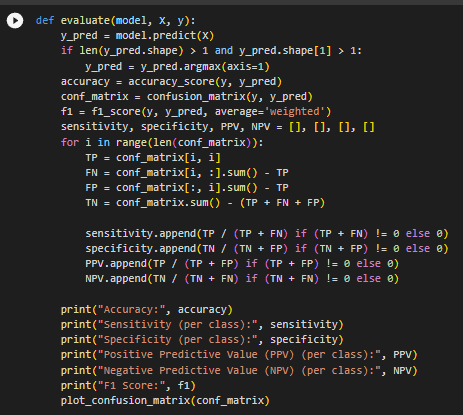 def evaluate(model, X, y):
    y_pred = model.predict(X)
    if len(y_pred.shape) > 1 and y_pred.shape[1] > 1:
        y_pred = y_pred.argmax(axis=1)
    accuracy = accuracy_score(y, y_pred)
    conf_matrix = confusion_matrix(y, y_pred)
    f1 = f1_score(y, y_pred, average='weighted')
    sensitivity, specificity, PPV, NPV = [], [], [], []
    for i in range(len(conf_matrix)):
        TP = conf_matrix[i, i]
        FN = conf_matrix[i, :].sum() - TP
        FP = conf_matrix[:, i].sum() - TP
        TN = conf_matrix.sum() - (TP + FN + FP)

        sensitivity.append(TP / (TP + FN) if (TP + FN) != 0 else 0)
        specificity.append(TN / (TN + FP) if (TN + FP) != 0 else 0)
        PPV.append(TP / (TP + FP) if (TP + FP) != 0 else 0)
        NPV.append(TN / (TN + FN) if (TN + FN) != 0 else 0)

    print("Accuracy:", accuracy)
    print("Sensitivity (per class):", sensitivity)
    print("Specificity (per class):", specificity)
    print("Positive Predictive Value (PPV) (per class):", PPV)
    print("Negative Predictive Value (NPV) (per class):", NPV)
    print("F1 Score:", f1)
    plot_confusion_matrix(conf_matrix)